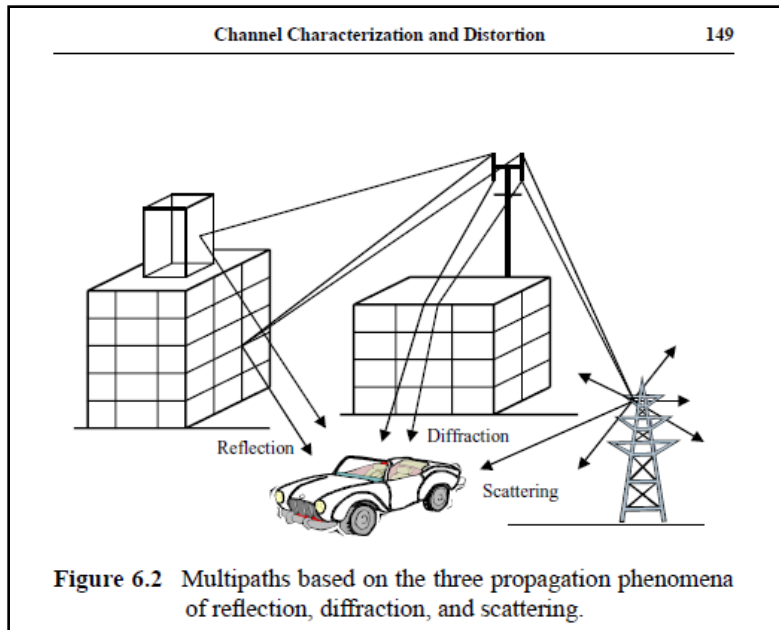 Channel Characterization and Distortion 149
Reflection
Diffraction
Scattering
Figure 6.2 Multipaths based on the three propagation phenomena
of reflection, diffraction, and scattering.